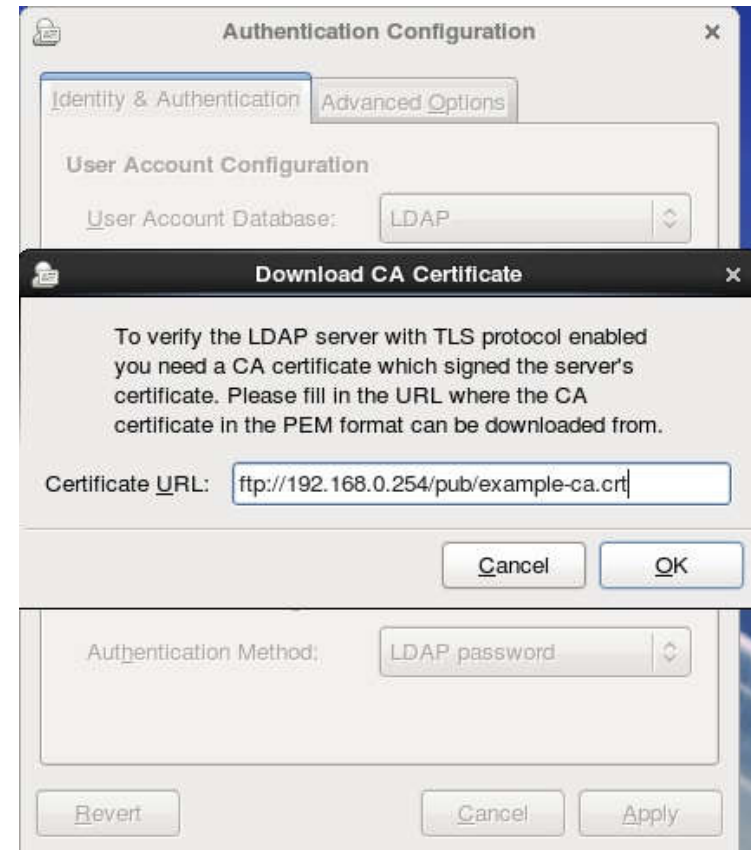 Authentication Configuration
Identity & Authentication
Advanced Options
User Account Configuration
User Account Database:
LDAP
Download CA Certificate
To verify the LDAP server with TLS protocol enabled
you need a CA certificate which signed the server's
certificate. Please fill in the URL where the CA
certificate in the PEM format can be downloaded from.
Certificate URL:
ftp://192.168.0.254/pub/example-ca.crt
Cancel
OK
Authentication Method:
LDAP password
Revert
Cancel
Apply